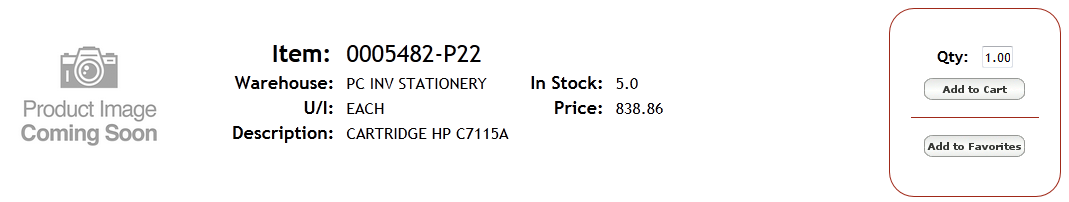 Product Image
Coming Soon
Item: 0005482-P22
Warehouse: PC INV STATIONERY In Stock: 5.0
U/I: EACH Price: 838.86
Description: CARTRIDGE HP C7115A
Qty: 1.00
Add to Cart
Add to Favorites